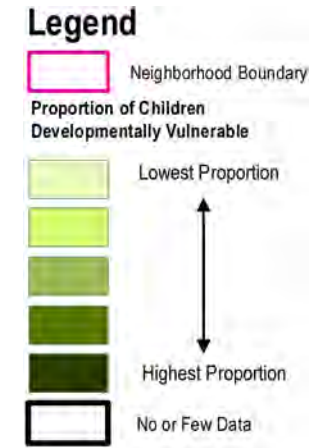 Legend
Neighborhood Boundary
Proportion of Children
Developmentally Vulnerable
Lowest Proportion
Highest Proportion
No or Few Data